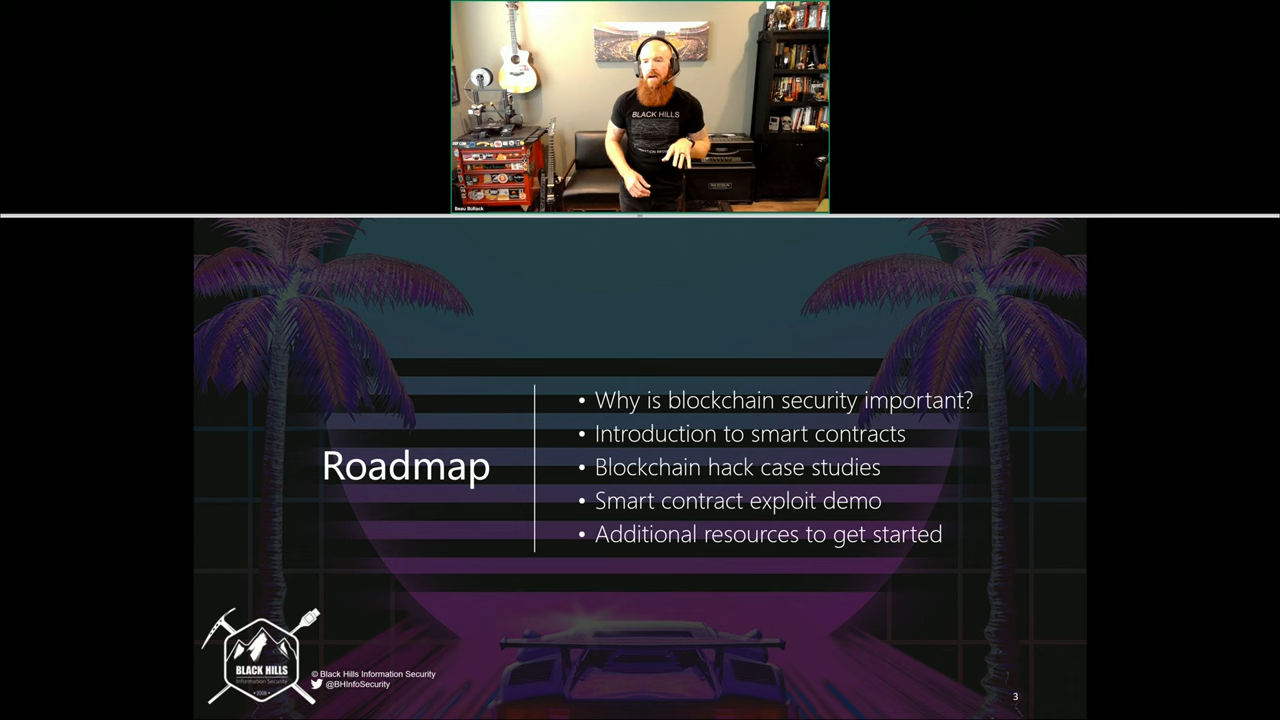 BLACK HILLS
Beau Bullock
Roadmap
• Why is blockchain security important?
• Introduction to smart contracts
• Blockchain hack case studies
• Smart contract exploit demo
• Additional resources to get started
BLACK HILLS
Information Security
• 2008 •
© Black Hills Information Security
@BHInfoSecurity
3